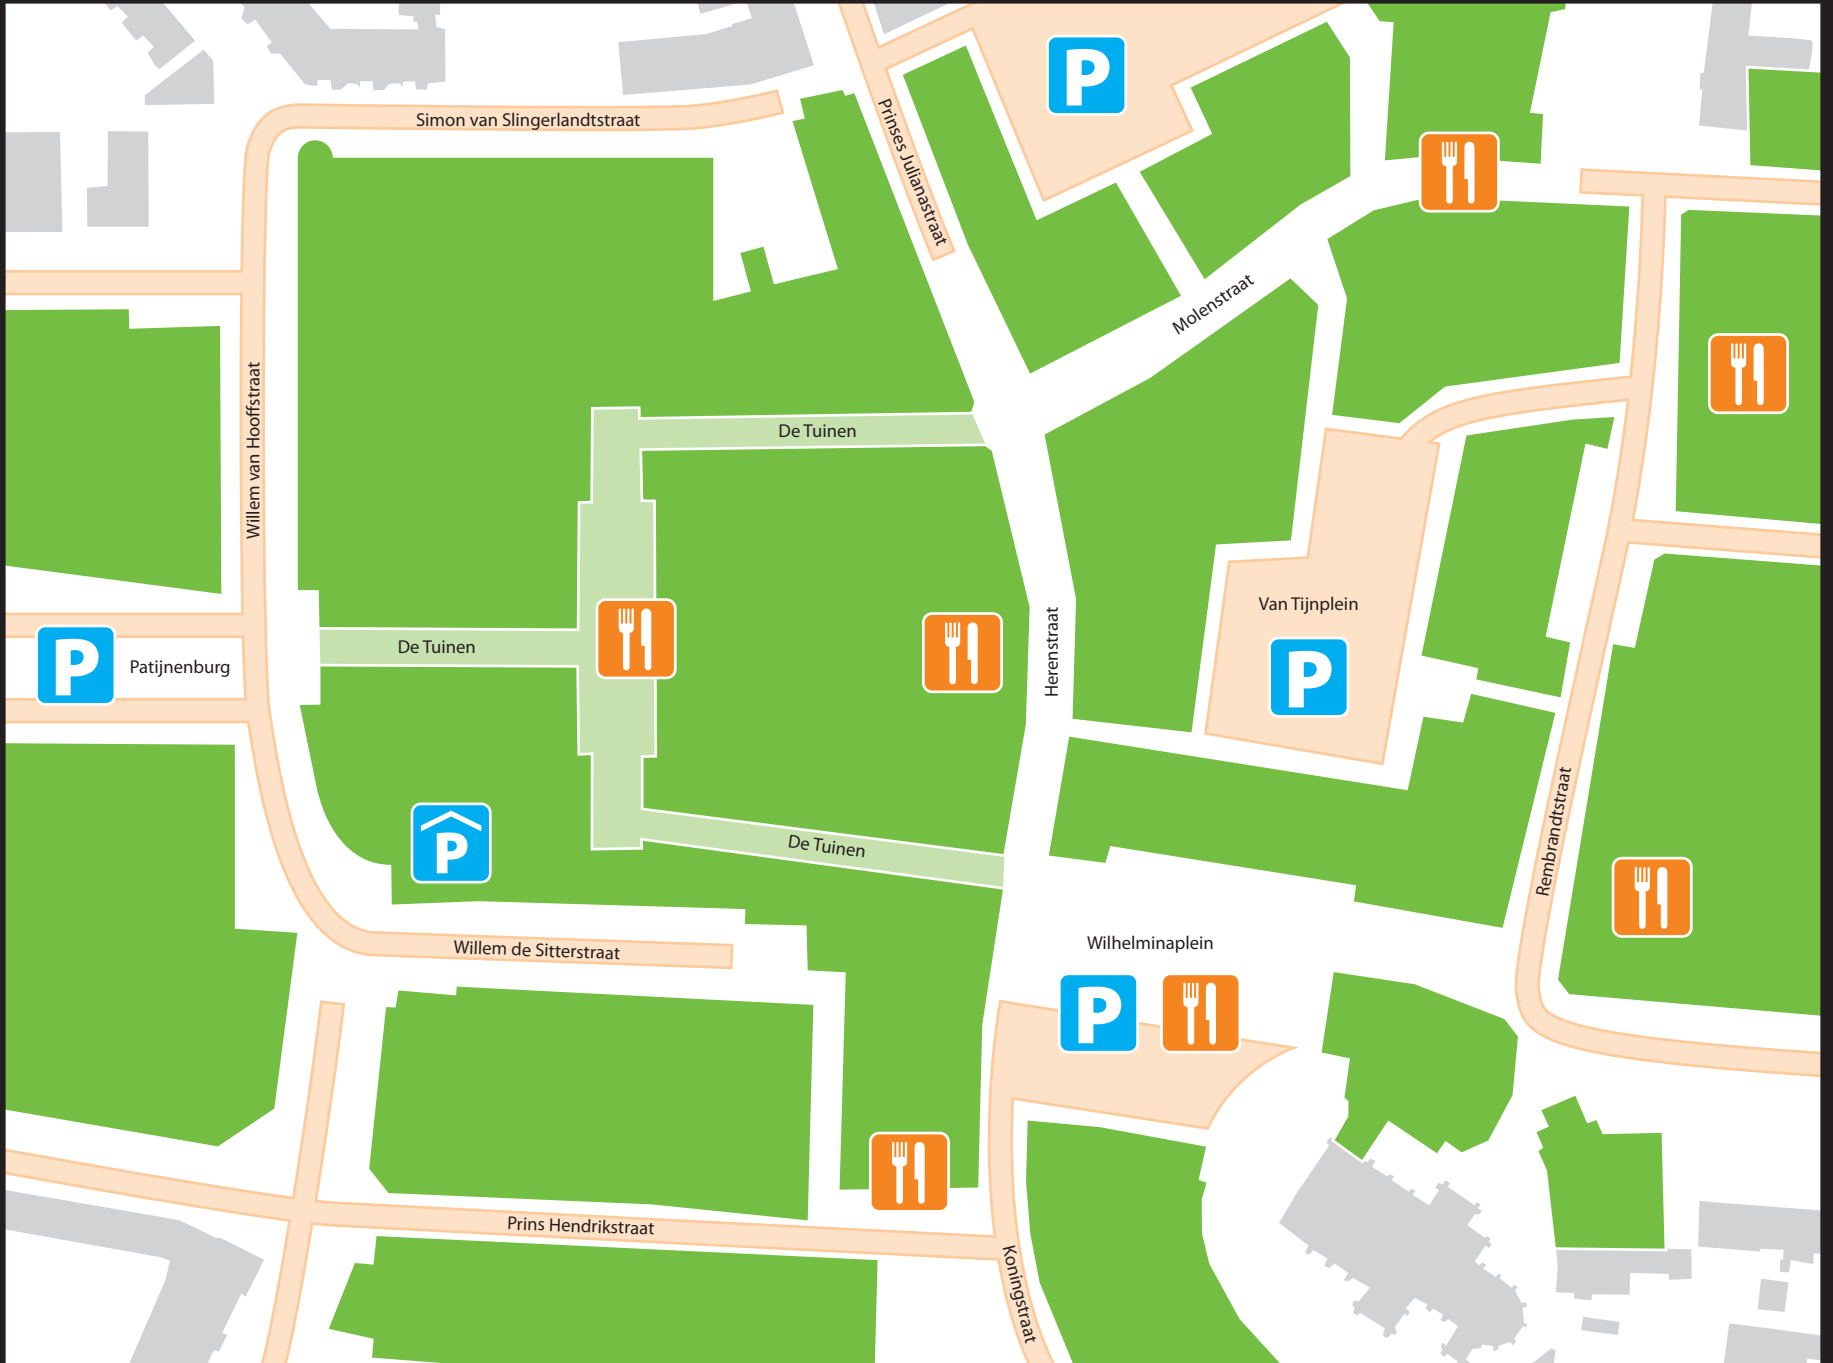 P
Simon van Slingerlandtstraat
Prinses Julianastraat
Molenstraat
Willem van Hooffstraat
De Tuinen
Van Tijnplein
P
Herenstraat
De Tuinen
P
Patijnenburg
P
De Tuinen
Rembrandtstraat
Willem de Sitterstraat
Wilhelminaplein
P
Prins Hendrikstraat
Koningstraat